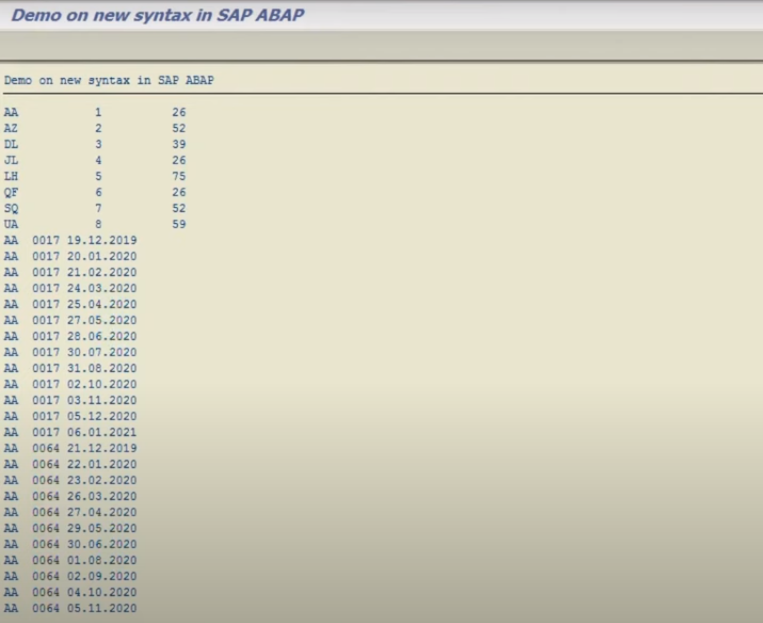 Demo on new syntax in SAP ABAP
Demo on new syntax in SAP ABAP
AA 1 26
AZ 2 52
DL 3 39
JL 4 26
LH 5 75
QF 6 26
SQ 7 52
UA 8 59
AA 0017 19.12.2019
AA 0017 20.01.2020
AA 0017 21.02.2020
AA 0017 24.03.2020
AA 0017 25.04.2020
AA 0017 27.05.2020
AA 0017 28.06.2020
AA 0017 30.07.2020
AA 0017 31.08.2020
AA 0017 02.10.2020
AA 0017 03.11.2020
AA 0017 05.12.2020
AA 0017 06.01.2021
AA 0064 21.12.2019
AA 0064 22.01.2020
AA 0064 23.02.2020
AA 0064 26.03.2020
AA 0064 27.04.2020
AA 0064 29.05.2020
AA 0064 30.06.2020
AA 0064 01.08.2020
AA 0064 02.09.2020
AA 0064 04.10.2020
AA 0064 05.11.2020